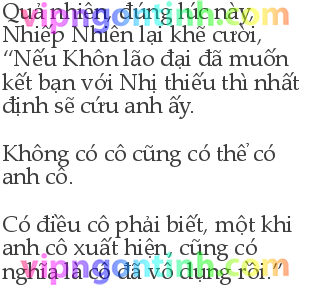 Quả nhiên, đúng lúc này,
Nhiếp Nhiên lại khẽ cười,
“Nếu Khôn lão đại đã muốn
kết bạn với Nhị thiếu thì nhất
định sẽ cứu anh ấy.
Không có cô cũng có thể có
anh cô.
Có điều cô phải biết, một khi
anh cô xuất hiện, cũng có
nghĩa là cô đã vô dụng rồi.”
vipngontinh.com
vipngontinh.com
vipngontinh.com